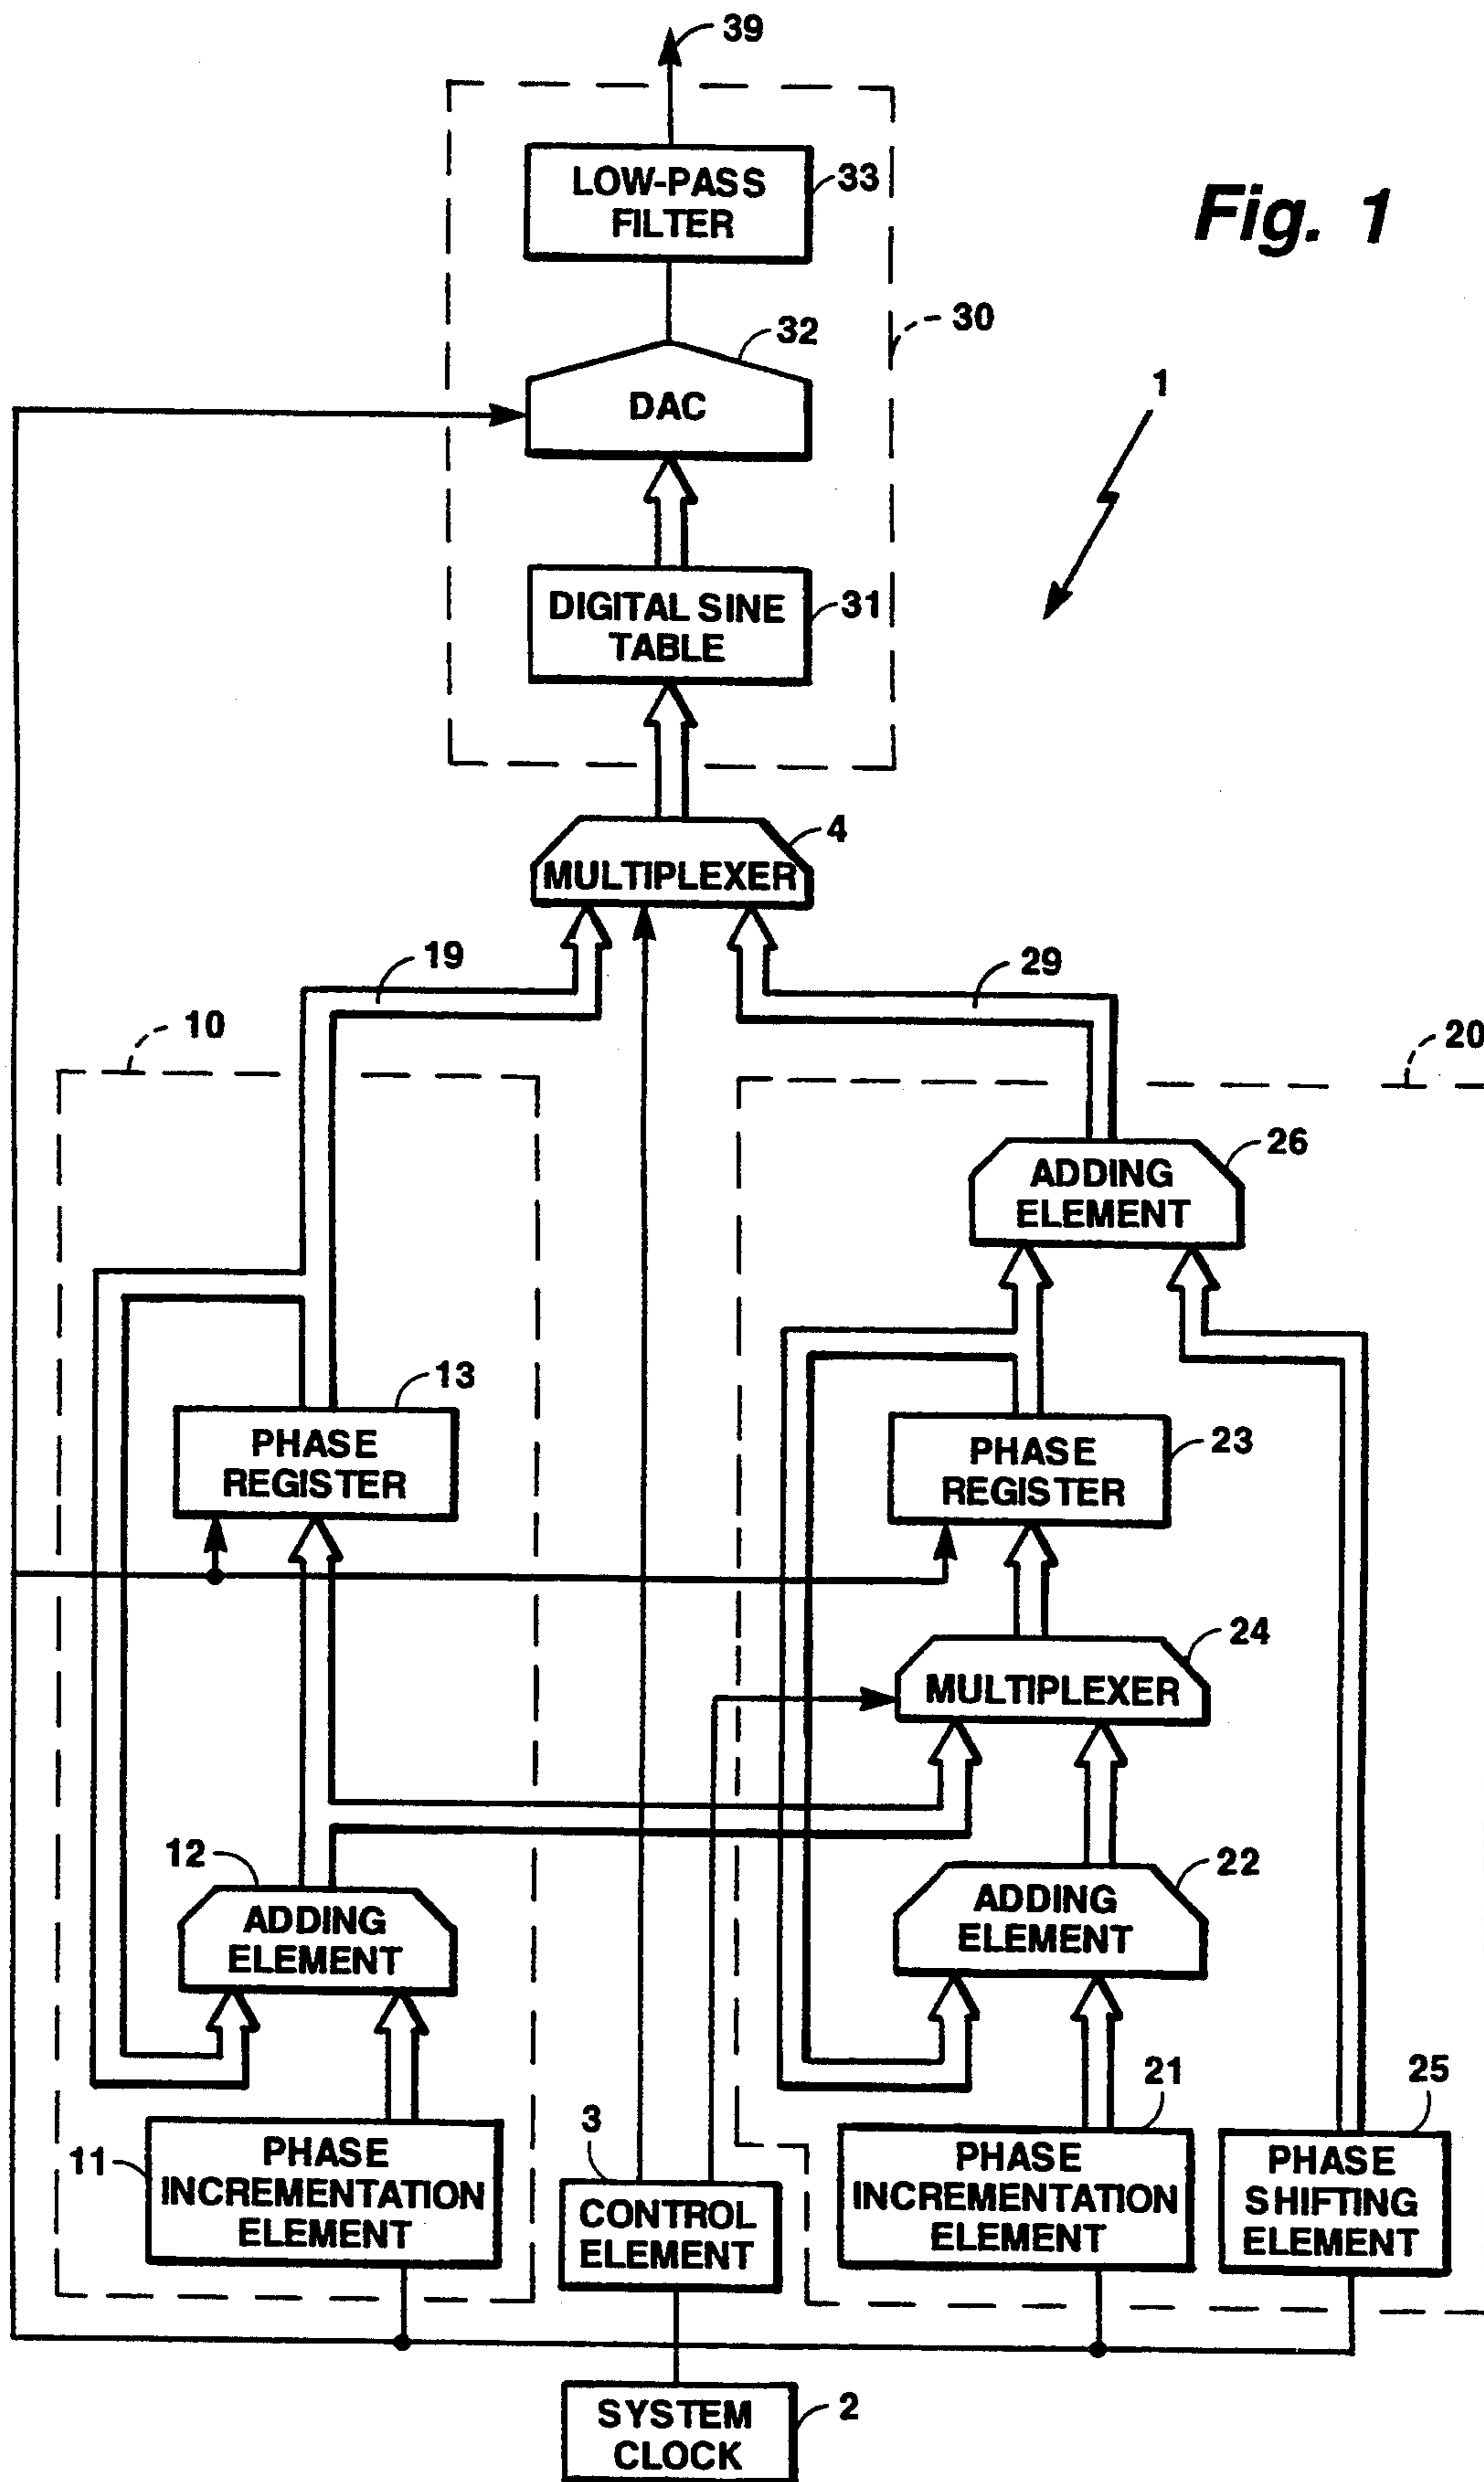 39
LOW-PASS
FILTER
33
Fig. 1
30
32
DAC
1
DIGITAL SINE
TABLE
31
4
MULTIPLEXER
19
29
10
20
26
ADDING
ELEMENT
13
PHASE
REGISTER
PHASE
REGISTER
23
24
MULTIPLEXER
12
ADDING
ELEMENT
22
ADDING
ELEMENT
3
21
25
11
PHASE
INCREMENTATION
ELEMENT
CONTROL
ELEMENT
PHASE
INCREMENTATION
ELEMENT
PHASE
SHIFTING
ELEMENT
SYSTEM
CLOCK
2